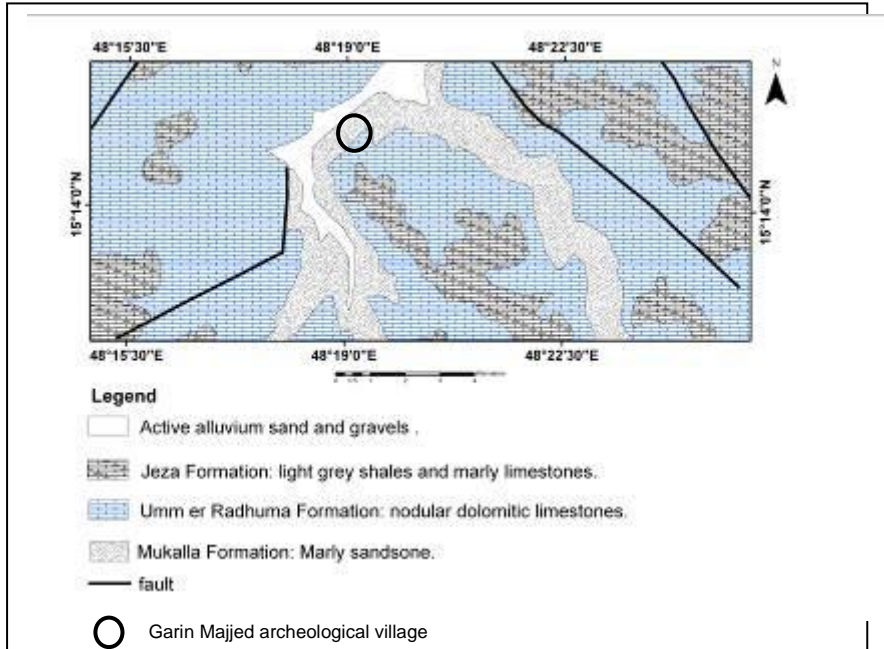 48°15'30"E 48°19'0"E 48°22'30"E
N
15°14'0"N
15°14'0"N
48°15'30"E 48°19'0"E 48°22'30"E
Legend
Active alluvium sand and gravels .
Jeza Formation: light grey shales and marly limestones.
Umm er Radhuma Formation: nodular dolomitic limestones.
Mukalla Formation: Marly sandsone.
fault
Garin Majjed archeological village